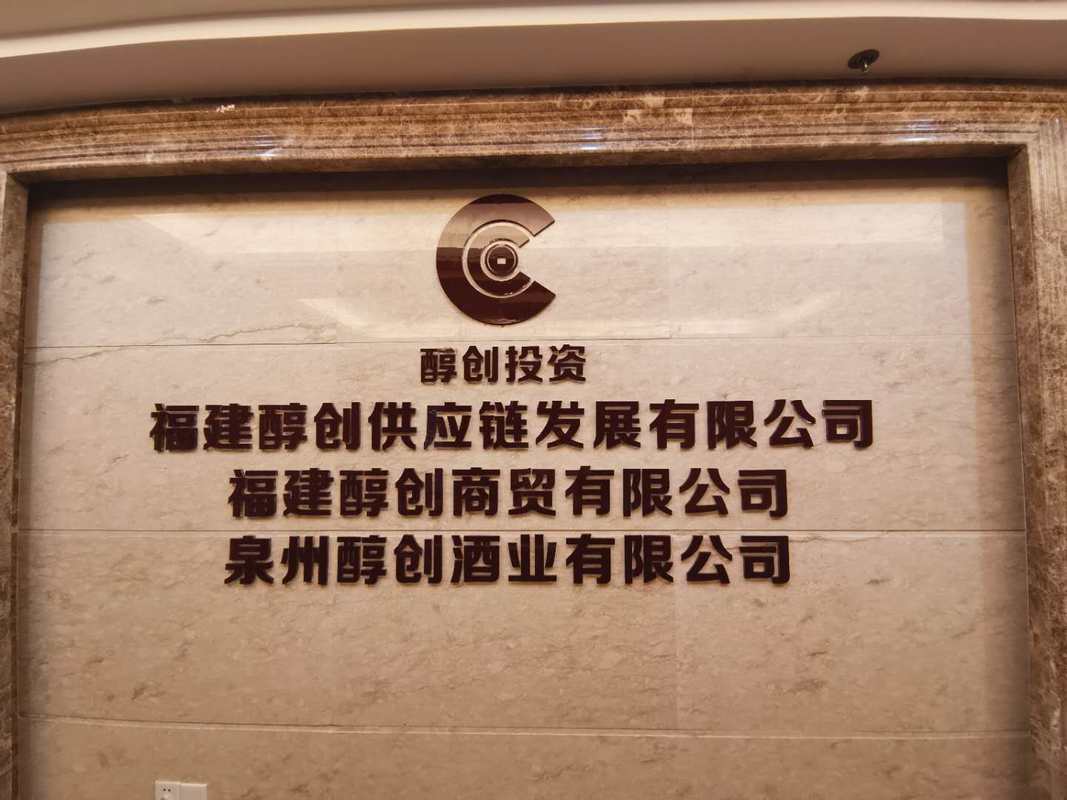 醇创投资
福建醇创供应链发展有限公司
福建醇创商贸有限公司
泉州醇创酒业有限公司